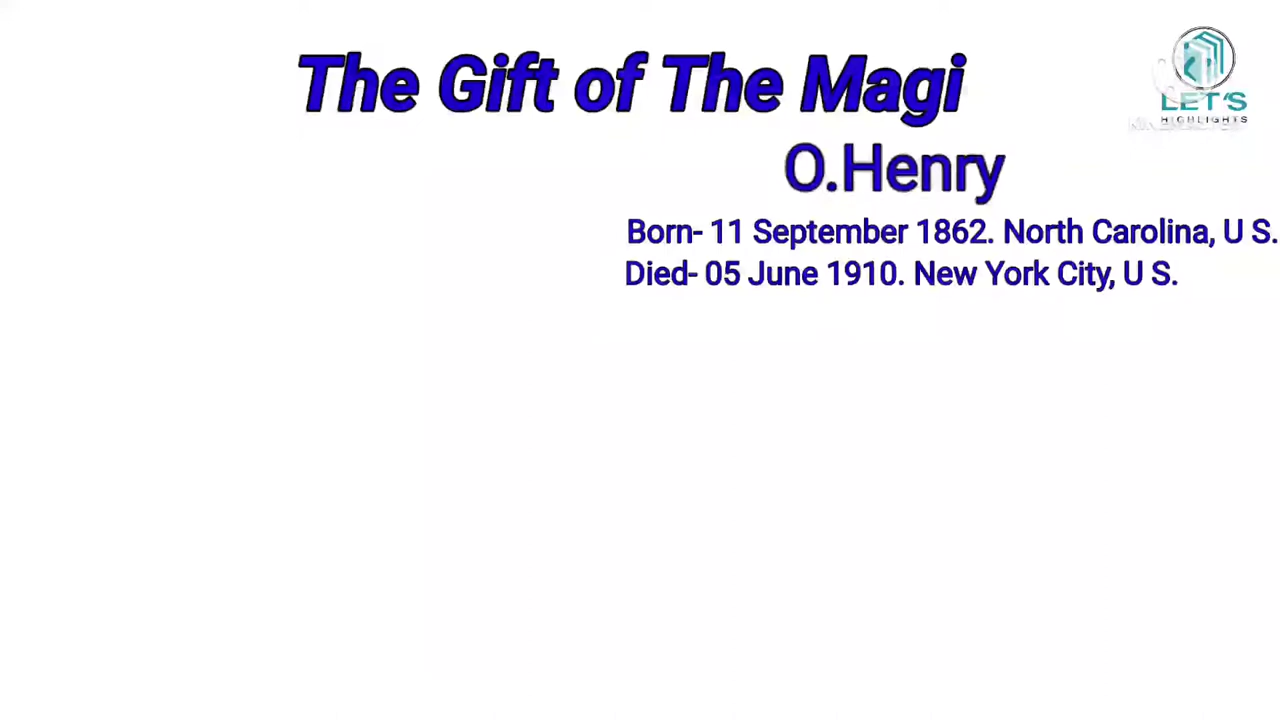 The Gift of The Magi
LET'S
HIGHLIGHTS
O.Henry
Born- 11 September 1862. North Carolina, U S.
Died- 05 June 1910. New York City, U S.